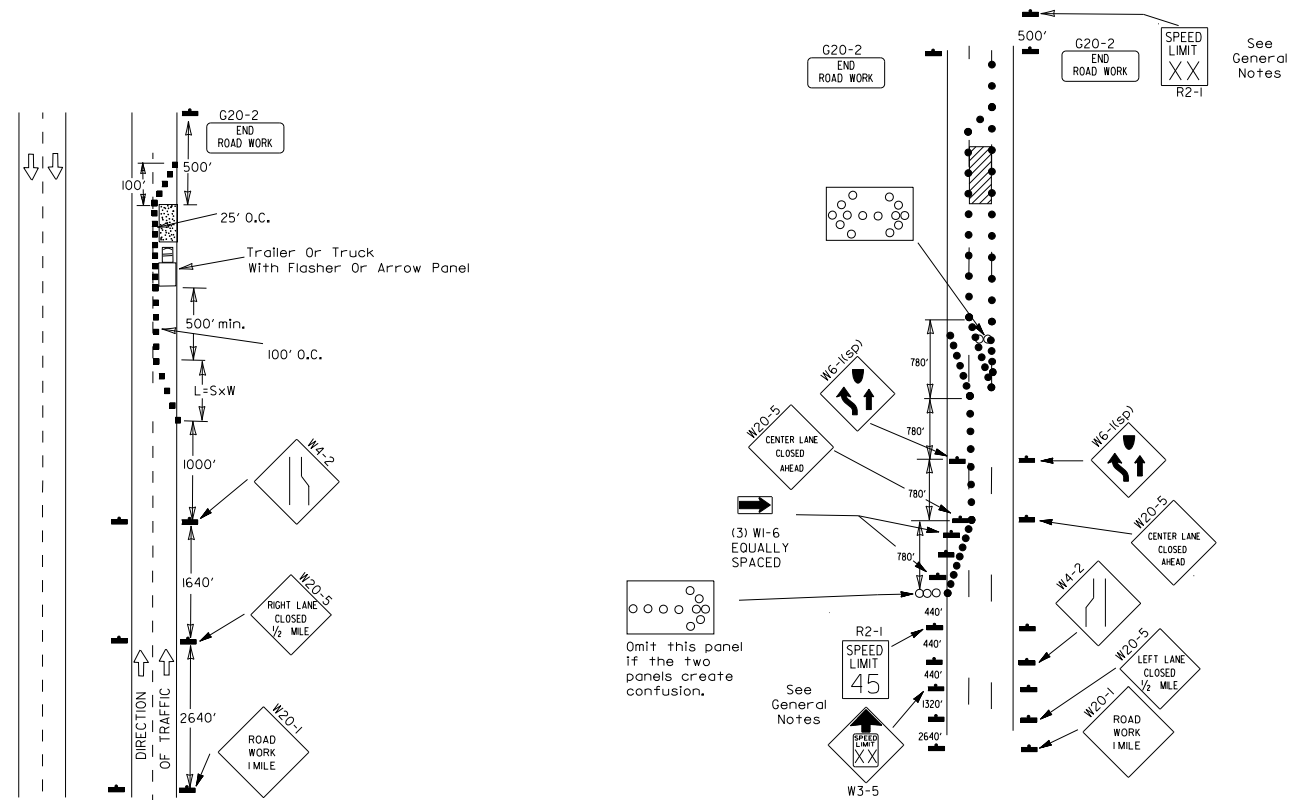 G20-2
END
ROAD WORK
500'
100'
25' O.C.
Trailer Or Truck
With Flasher Or Arrow Panel
500' min.
100' O.C.
L=SxW
1000'
W4-2
1640'
W20-5
RIGHT LANE
CLOSED
1/2 MILE
2640'
DIRECTION
OF TRAFFIC
W20-1
ROAD
WORK
1 MILE
G20-2
END
ROAD WORK
500'
G20-2
END
ROAD WORK
SPEED
LIMIT
XX
R2-1
See
General
Notes
780'
W6-1(sp)
780'
W20-5
CENTER LANE
CLOSED
AHEAD
780'
W6-1(sp)
(3) W1-6
EQUALLY
SPACED
780'
W20-5
CENTER LANE
CLOSED
AHEAD
Omit this panel
if the two
panels create
confusion.
440'
R2-1
SPEED
LIMIT
45
440'
440'
1320'
2640'
See
General
Notes
SPEED
LIMIT
XX
W3-5
W4-2
W20-5
LEFT LANE
CLOSED
1/2 MILE
W20-1
ROAD
WORK
1 MILE